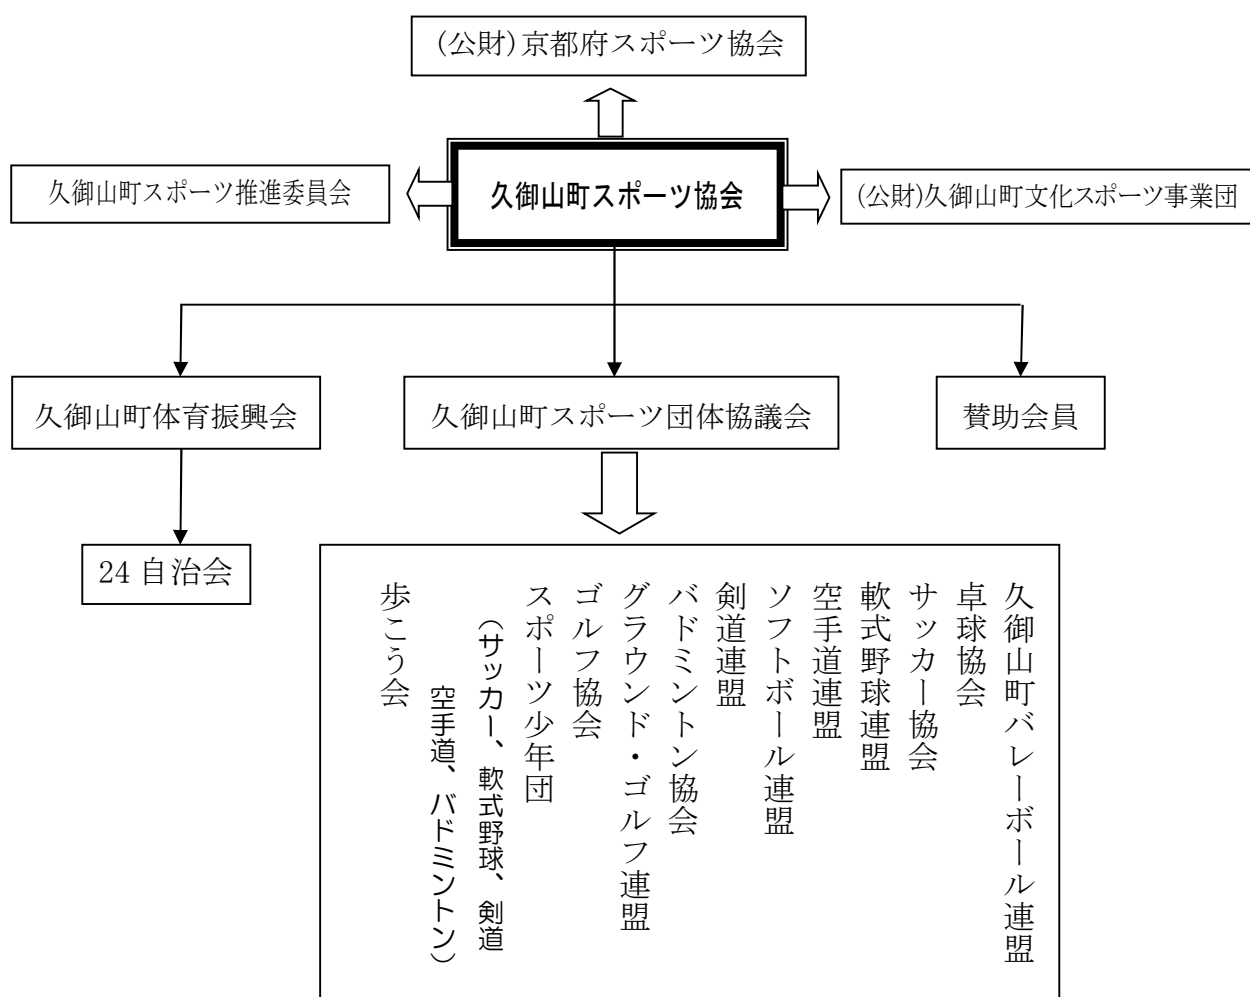 (公財)京都府スポーツ協会
久御山町スポーツ推進委員会
久御山町スポーツ協会
(公財)久御山町文化スポーツ事業団
久御山町体育振興会
久御山町スポーツ団体協議会
賛助会員
24 自治会
久御山町バレーボール連盟
卓球協会
サッカー協会
軟式野球連盟
空手道連盟
ソフトボール連盟
剣道連盟
バドミントン協会
グラウンド・ゴルフ連盟
ゴルフ協会
スポーツ少年団
(サッカー、軟式野球、剣道
空手道、バドミントン)
歩こう会